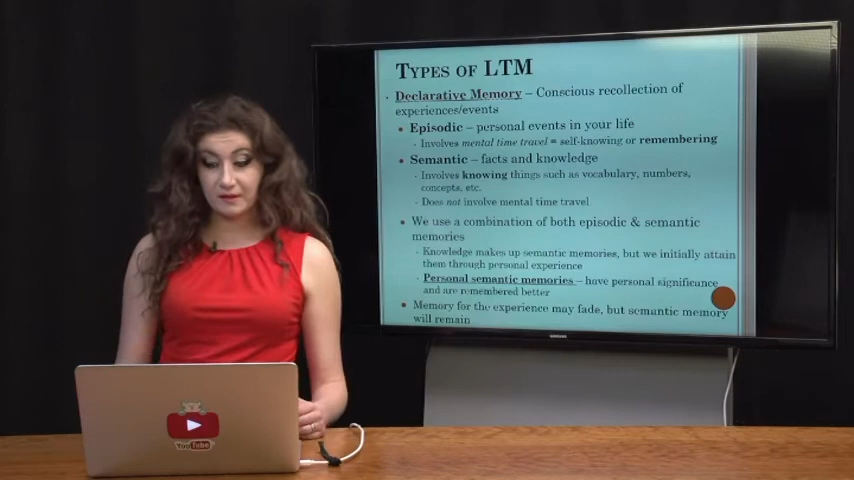 TYPES OF LTM
Declarative Memory – Conscious recollection of
experiences/events
Episodic – personal events in your life
Involves mental time travel = self-knowing or remembering
Semantic – facts and knowledge
Involves knowing things such as vocabulary, numbers,
concepts, etc.
Does not involve mental time travel
We use a combination of both episodic & semantic
memories
Knowledge makes up semantic memories, but we initially attain
them through personal experience
Personal semantic memories – have personal significance
and are remembered better
Memory for the experience may fade, but semantic memory
will remain
SAMSUNG
YouTube